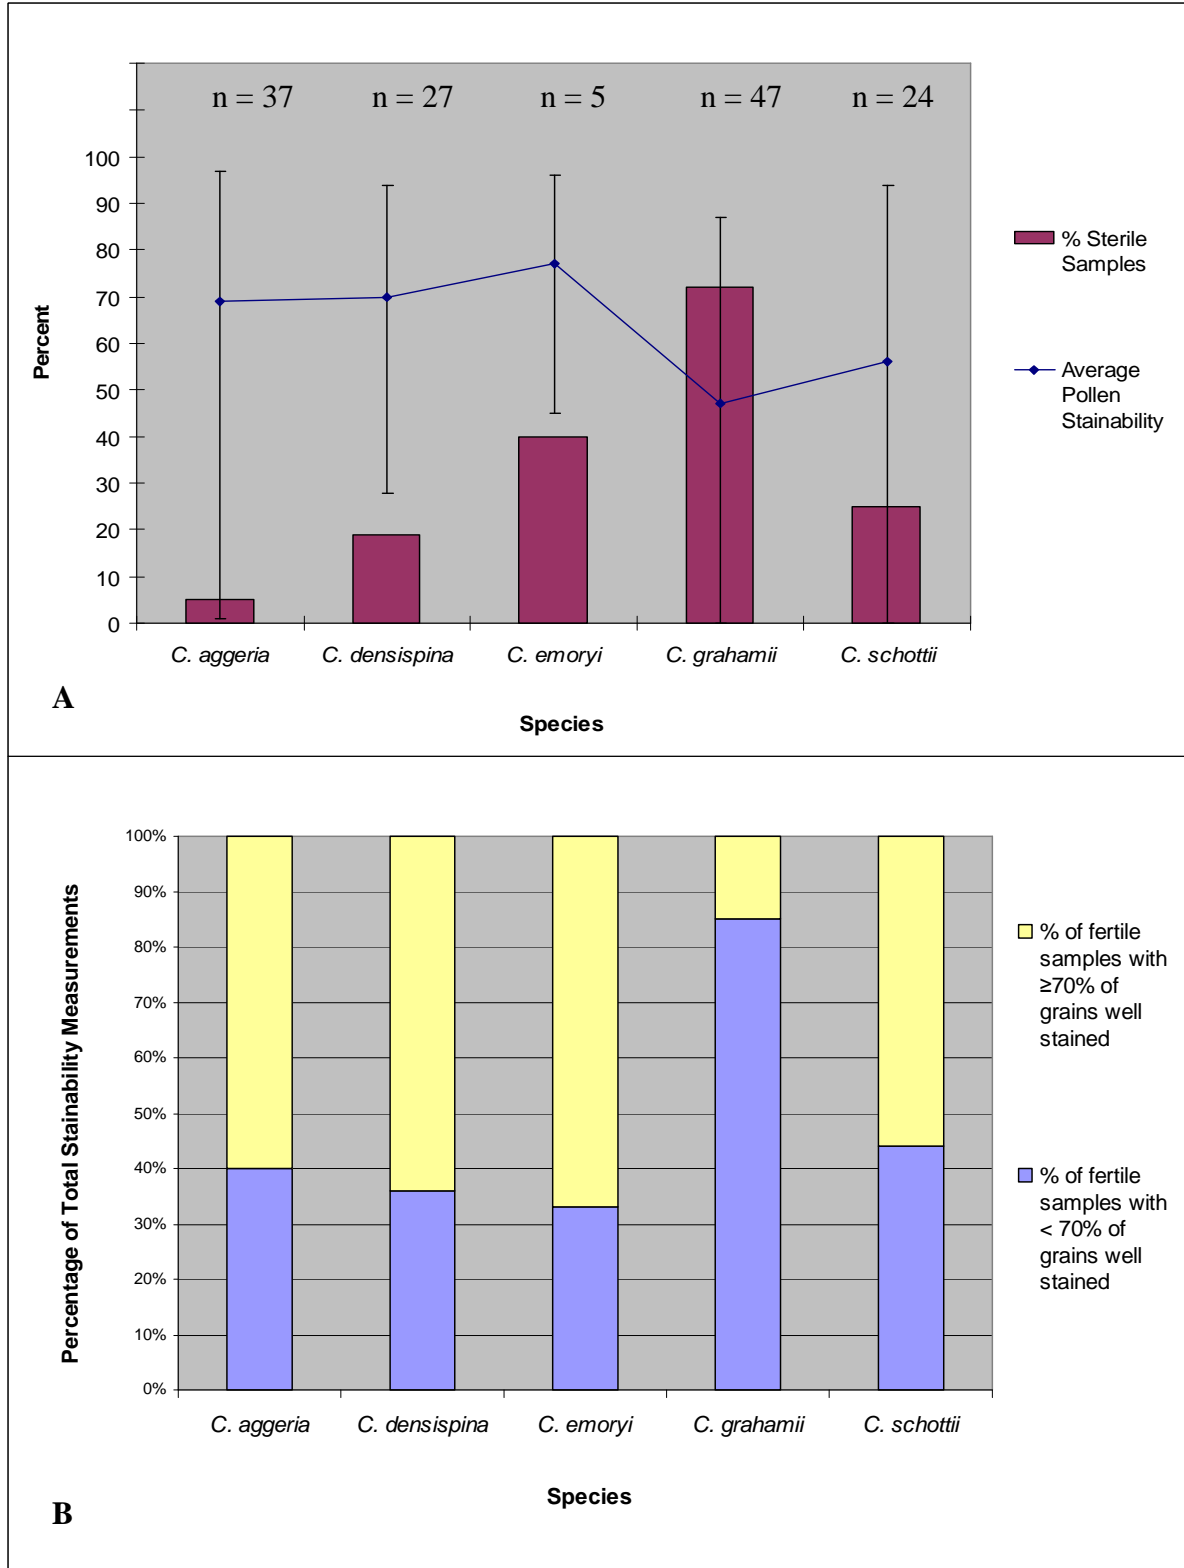 n = 37 n = 27 n = 5 n = 47 n = 24
100
90
80
70
60
50
40
30
20
10
0
Percent
C. aggeria C. densispina C. emoryi C. grahamii C. schottii
Species
% Sterile
Samples
Average
Pollen
Stainability
A
100%
90%
80%
70%
60%
50%
40%
30%
20%
10%
0%
Percentage of Total Stainability Measurements
C. aggeria C. densispina C. emoryi C. grahamii C. schottii
Species
% of fertile
samples with
≥70% of
grains well
stained
% of fertile
samples with
< 70% of
grains well
stained
B